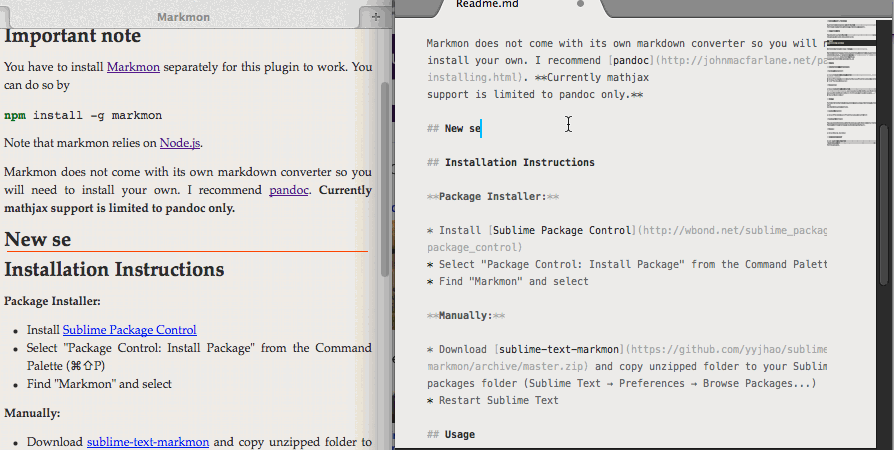 Markmon
Important note
You have to install Markmon separately for this plugin to work. You
can do so by
npm install -g markmon
Note that markmon relies on Node.js.
Markmon does not come with its own markdown converter so you
will need to install your own. I recommend pandoc. Currently
mathjax support is limited to pandoc only.
New se
Installation Instructions
Package Installer:
• Install Sublime Package Control
• Select "Package Control: Install Package" from the Command
Palette (⌘⇧P)
• Find "Markmon" and select
Manually:
• Download sublime-text-markmon and copy unzipped folder to
Readme.md
Markmon does not come with its own markdown converter so you will
install your own. I recommend [pandoc](http://johnmacfarlane.net/pa
installing.html). **Currently mathjax
support is limited to pandoc only.**
## New se
## Installation Instructions
**Package Installer:**
* Install [Sublime Package Control](http://wbond.net/sublime_packag
package_control)
* Select "Package Control: Install Package" from the Command Palett
* Find "Markmon" and select
**Manually:**
* Download [sublime-text-markmon](https://github.com/yyjhao/sublime
markmon/archive/master.zip) and copy unzipped folder to your Sublim
packages folder (Sublime Text → Preferences → Browse Packages...)
* Restart Sublime Text
## Usage